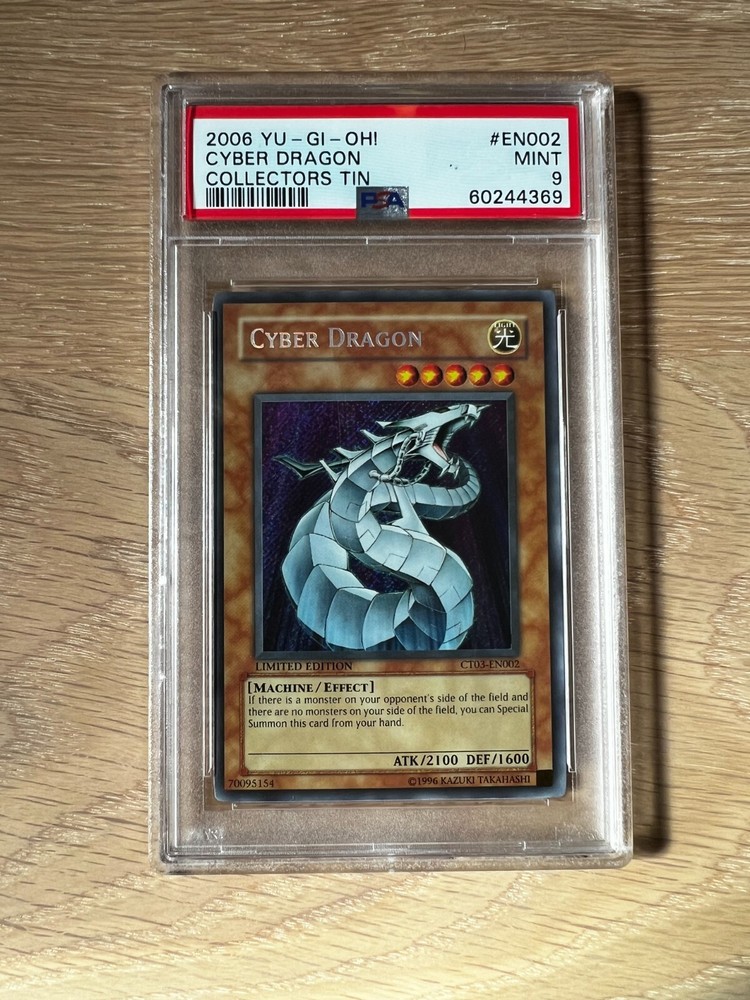 2006 YU-GI-OH! #EN002
CYBER DRAGON MINT
COLLECTORS TIN 9
PSA 60244369
CYBER DRAGON
LIGHT
光
LIMITED EDITION CT03-EN002
[MACHINE/EFFECT]
If there is a monster on your opponent's side of the field and
there are no monsters on your side of the field, you can Special
Summon this card from your hand.
ATK/2100 DEF/1600
70095154 ©1996 KAZUKI TAKAHASHI